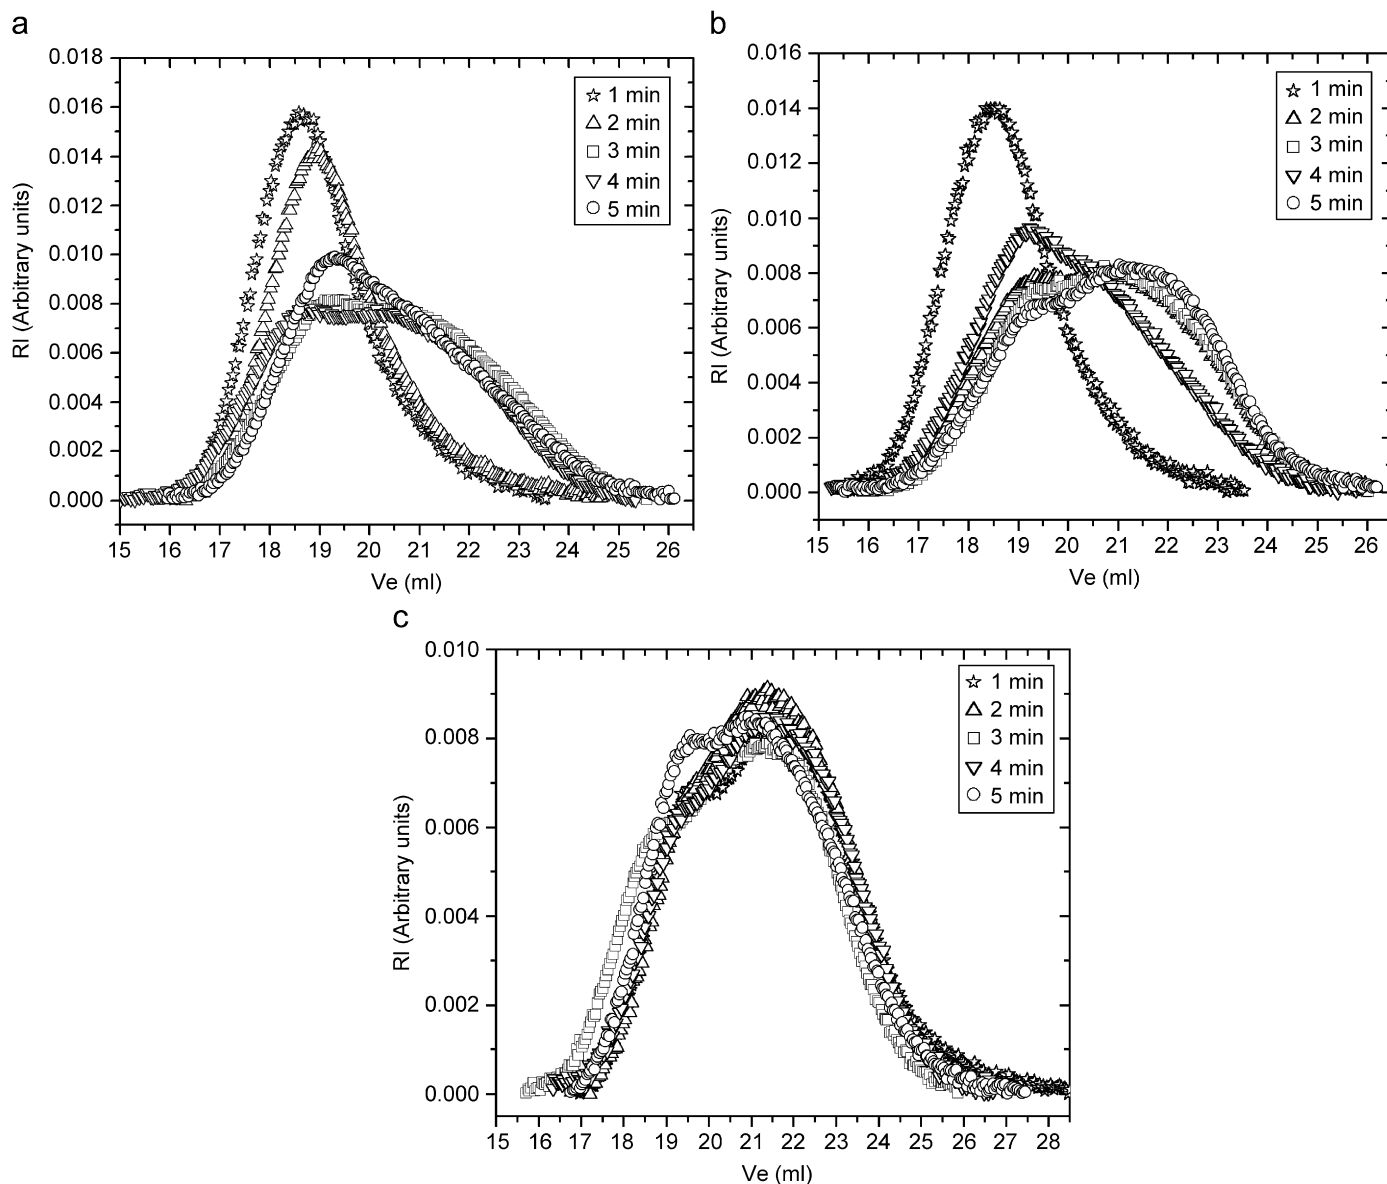 a
0.018
0.016
0.014
0.012
0.010
0.008
0.006
0.004
0.002
0.000
RI (Arbitrary units)
1 min
2 min
3 min
4 min
5 min
15 16 17 18 19 20 21 22 23 24 25 26
Ve (ml)
b
0.016
0.014
0.012
0.010
0.008
0.006
0.004
0.002
0.000
RI (Arbitrary units)
1 min
2 min
3 min
4 min
5 min
15 16 17 18 19 20 21 22 23 24 25 26
Ve (ml)
c
0.010
0.008
0.006
0.004
0.002
0.000
RI (Arbitrary units)
1 min
2 min
3 min
4 min
5 min
15 16 17 18 19 20 21 22 23 24 25 26 27 28
Ve (ml)